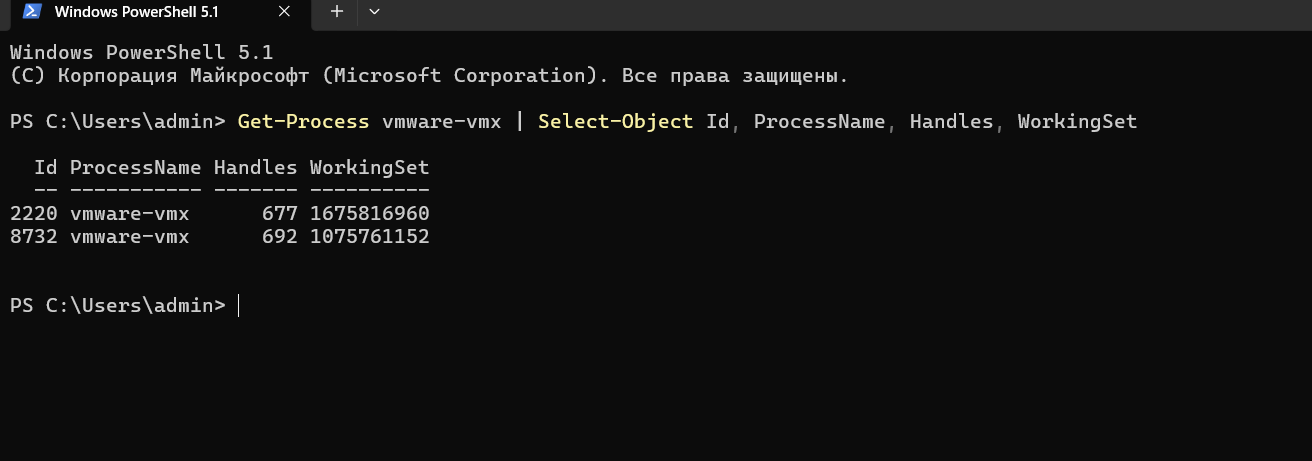 Windows PowerShell 5.1
Windows PowerShell 5.1
(C) Корпорация Майкрософт (Microsoft Corporation). Все права защищены.
PS C:\Users\admin> Get-Process vmware-vmx | Select-Object Id, ProcessName, Handles, WorkingSet
Id ProcessName Handles WorkingSet
-- ----------- ------- ----------
2220 vmware-vmx 677 1675816960
8732 vmware-vmx 692 1075761152
PS C:\Users\admin>